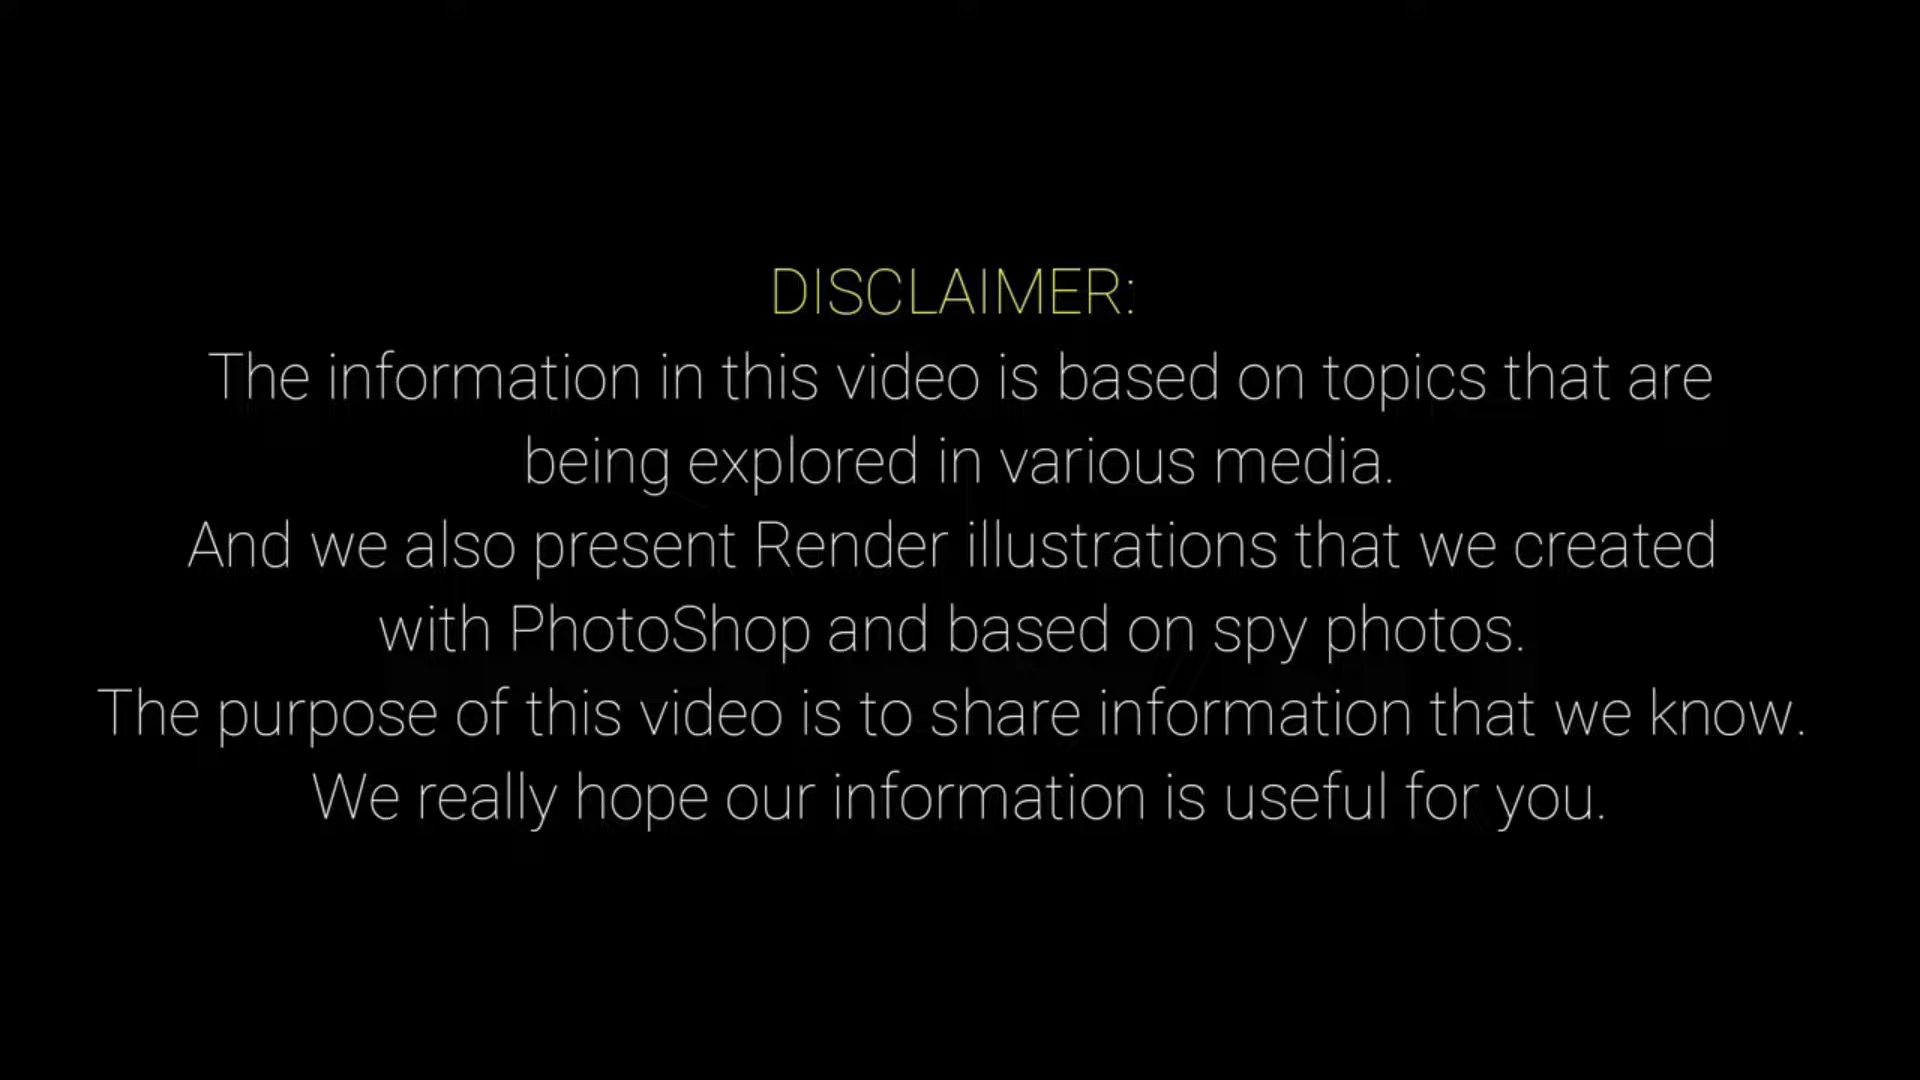 DISCLAIMER:
The information in this video is based on topics that are
being explored in various media.
And we also present Render illustrations that we created
with PhotoShop and based on spy photos.
The purpose of this video is to share information that we know.
We really hope our information is useful for you.